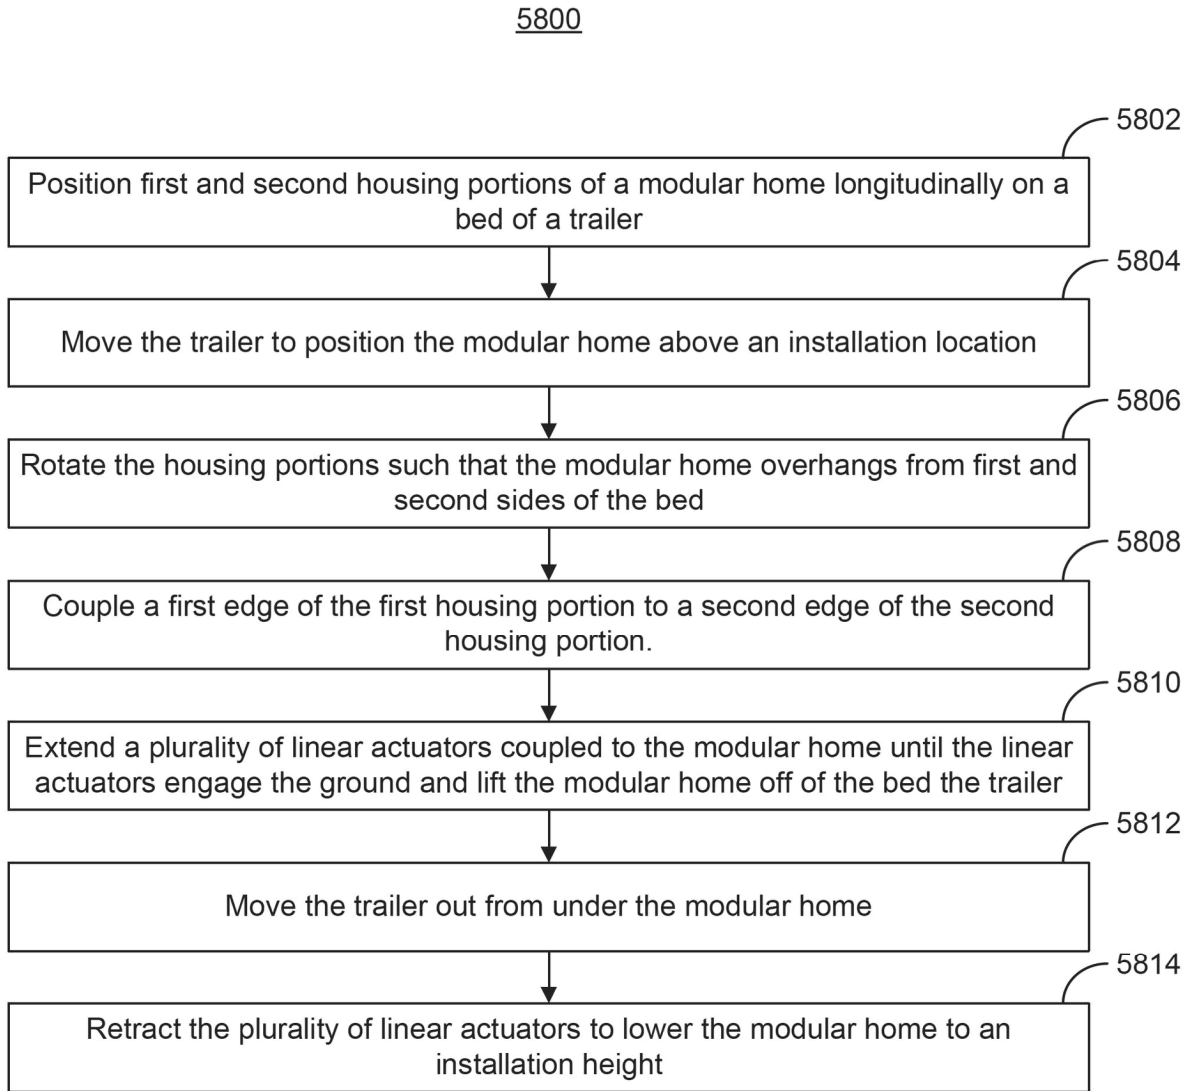 5800
5802
Position first and second housing portions of a modular home longitudinally on a
bed of a trailer
5804
Move the trailer to position the modular home above an installation location
5806
Rotate the housing portions such that the modular home overhangs from first and
second sides of the bed
5808
Couple a first edge of the first housing portion to a second edge of the second
housing portion.
5810
Extend a plurality of linear actuators coupled to the modular home until the linear
actuators engage the ground and lift the modular home off of the bed the trailer
5812
Move the trailer out from under the modular home
5814
Retract the plurality of linear actuators to lower the modular home to an
installation height